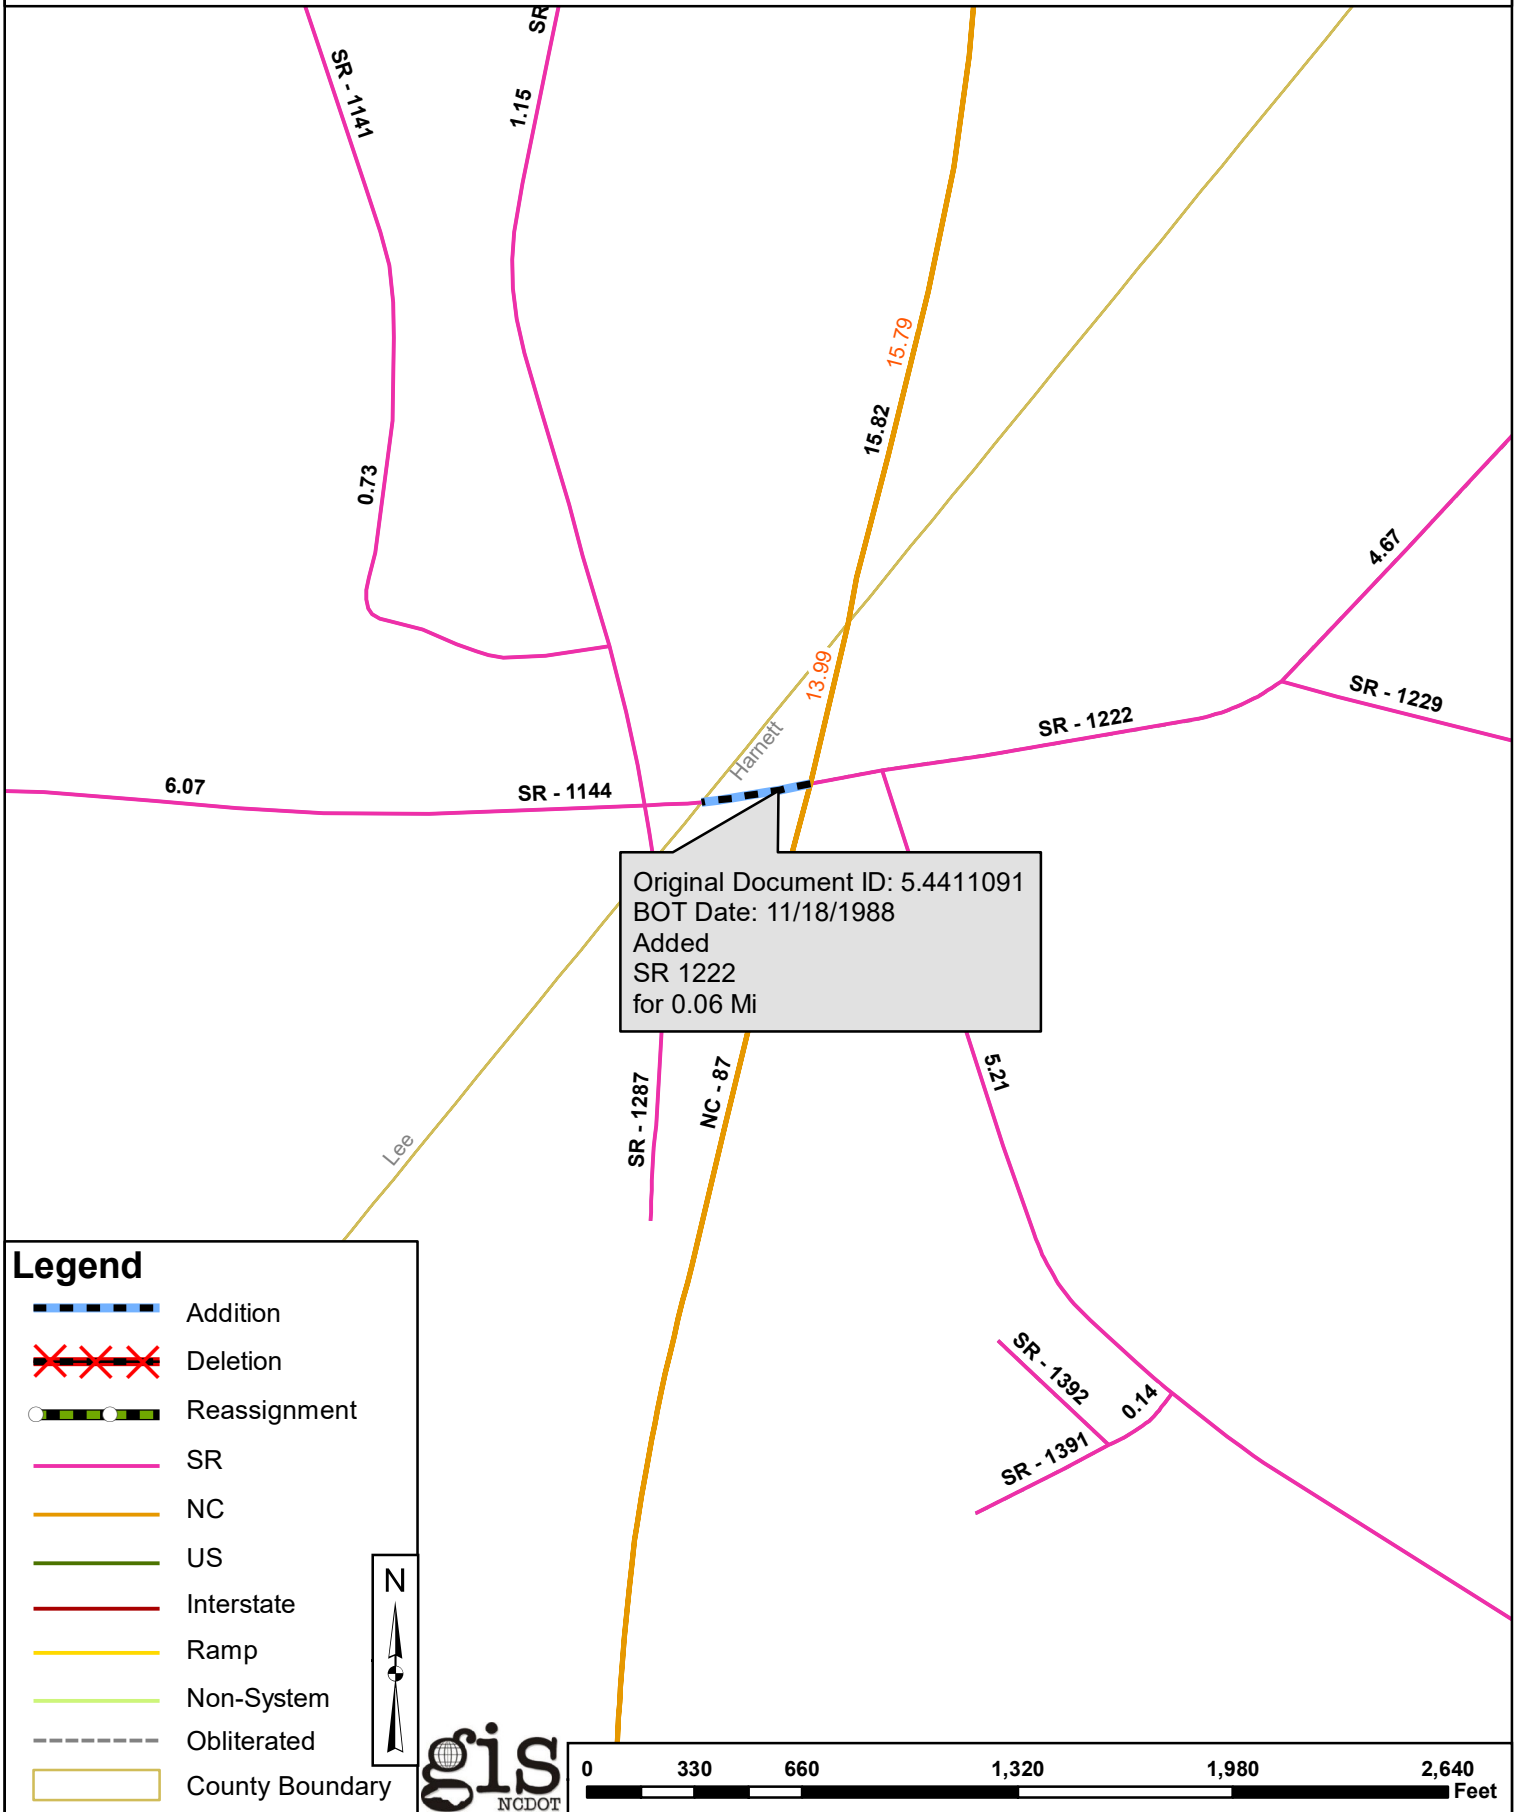 SR
SR - 1141
1.15
15.79
15.82
0.73
4.67
13.99
SR - 1229
SR - 1222
Harnett
6.07
SR - 1144
Original Document ID: 5.4411091
BOT Date: 11/18/1988
Added
SR 1222
for 0.06 Mi
5.21
NC - 87
SR - 1287
Lee
SR - 1392
0.14
SR - 1391
Legend
Addition
Deletion
Reassignment
SR
NC
US
Interstate
Ramp
Non-System
Obliterated
County Boundary
N
gis
NCDOT
0 330 660 1,320 1,980 2,640
Feet